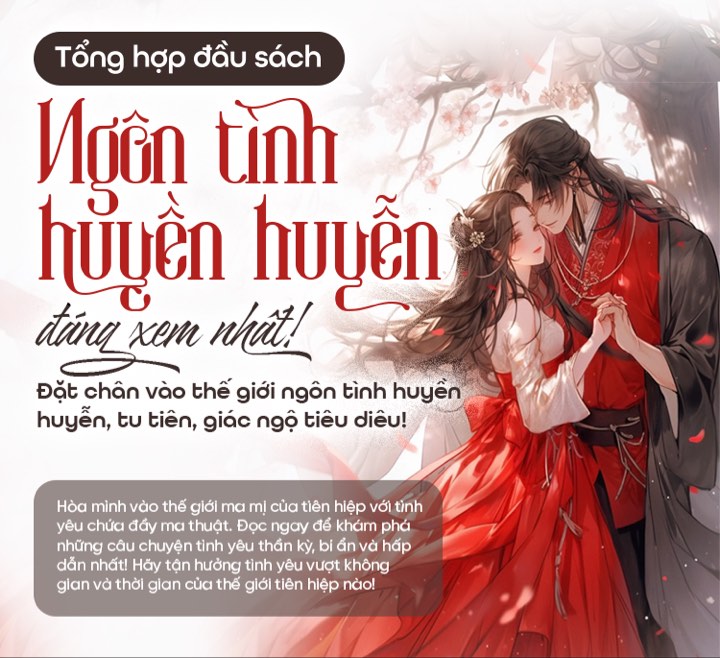 Tổng hợp đầu sách
Ngôn tình
huyền huyễn
đáng xem nhất!
Đặt chân vào thế giới ngôn tình huyền
huyễn, tu tiên, giác ngộ tiêu diêu!
Hòa mình vào thế giới ma mị của tiên hiệp với tình
yêu chứa đầy ma thuật. Đọc ngay để khám phá
những câu chuyện tình yêu thần kỳ, bí ẩn và hấp
dẫn nhất! Hãy tận hưởng tình yêu vượt không
gian và thời gian của thế giới tiên hiệp nào!